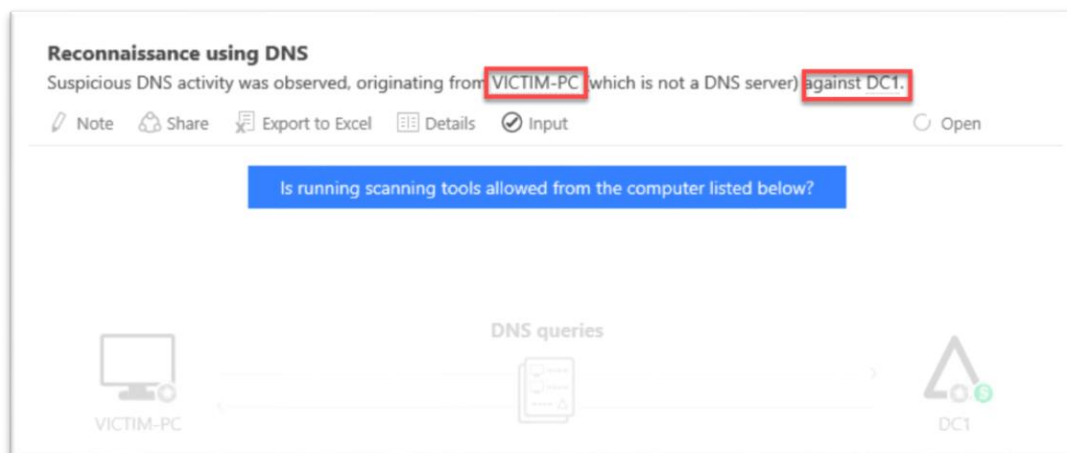 Reconnaissance using DNS
Suspicious DNS activity was observed, originating from VICTIM-PC (which is not a DNS server) against DC1.
Note Share Export to Excel Details Input Open
Is running scanning tools allowed from the computer listed below?
DNS queries
VICTIM-PC DC1